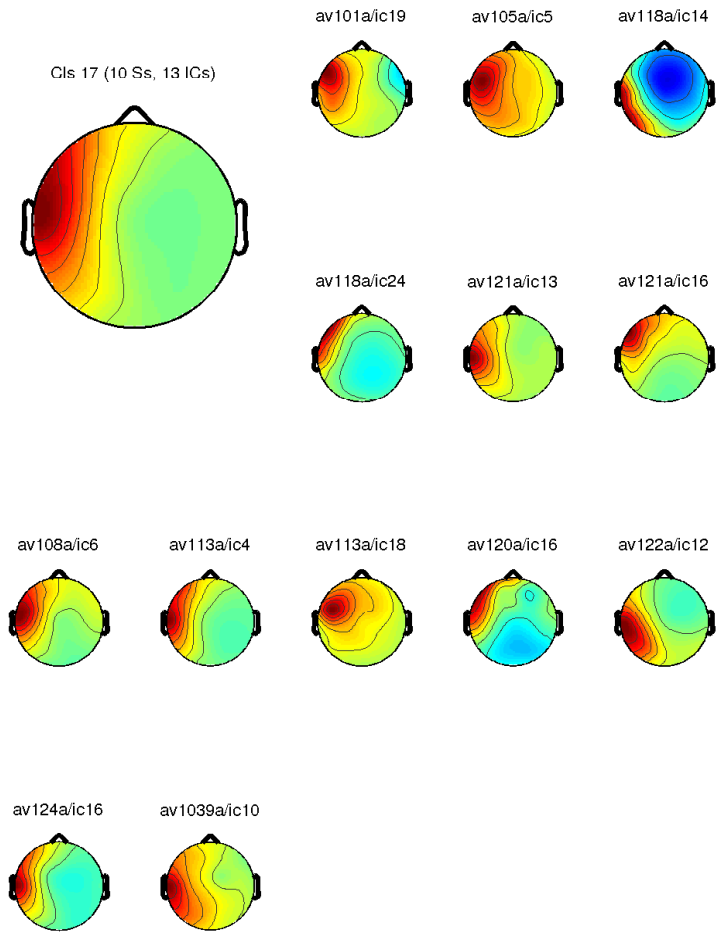 av101a/ic19 av105a/ic5 av118a/ic14
Cls 17 (10 Ss, 13 ICs)
av118a/ic24 av121a/ic13 av121a/ic16
av108a/ic6 av113a/ic4 av113a/ic18 av120a/ic16 av122a/ic12
av124a/ic16 av1039a/ic10